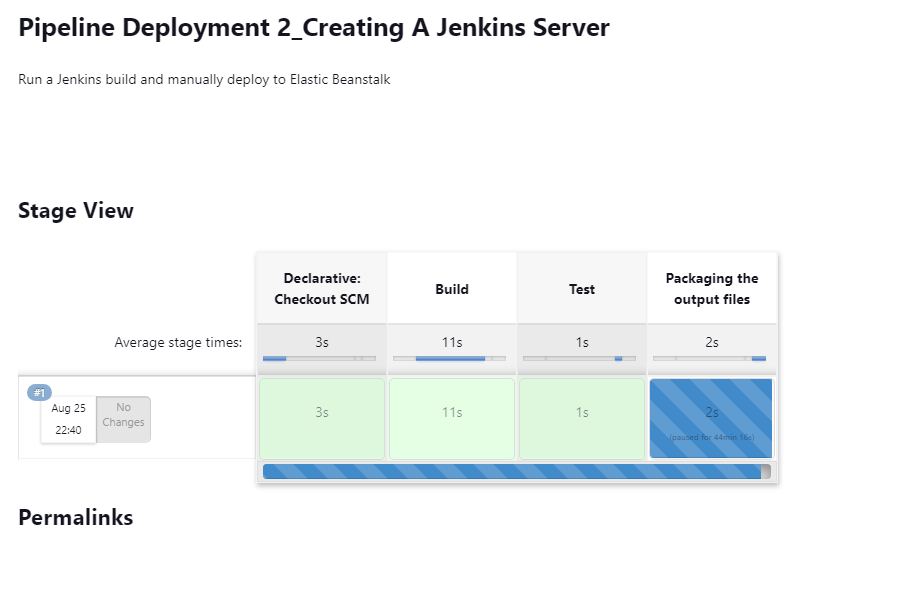 Pipeline Deployment 2_Creating A Jenkins Server
Run a Jenkins build and manually deploy to Elastic Beanstalk
Stage View
Declarative:
Checkout SCM
Build
Test
Packaging the
output files
Average stage times:
3s
11s
1s
2s
#1
Aug 25
22:40
No
Changes
3s
11s
1s
2s
(paused for 44min 16s)
Permalinks